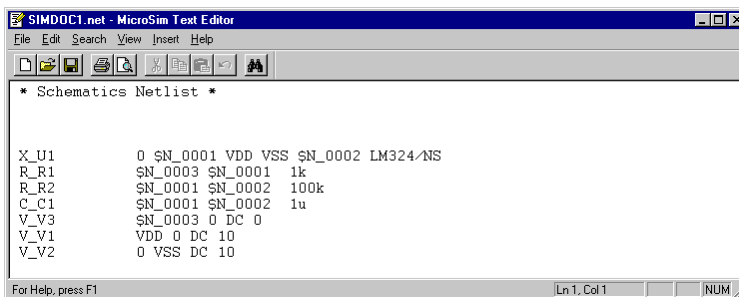 SIMDOC1.net - MicroSim Text Editor
File Edit Search View Insert Help
* Schematics Netlist *
X_U1 0 $N_0001 VDD VSS $N_0002 LM324/NS
R_R1 $N_0003 $N_0001 1k
R_R2 $N_0001 $N_0002 100k
C_C1 $N_0001 $N_0002 1u
V_V3 $N_0003 0 DC 0
V_V1 VDD 0 DC 10
V_V2 0 VSS DC 10
For Help, press F1 Ln 1, Col 1 NUM